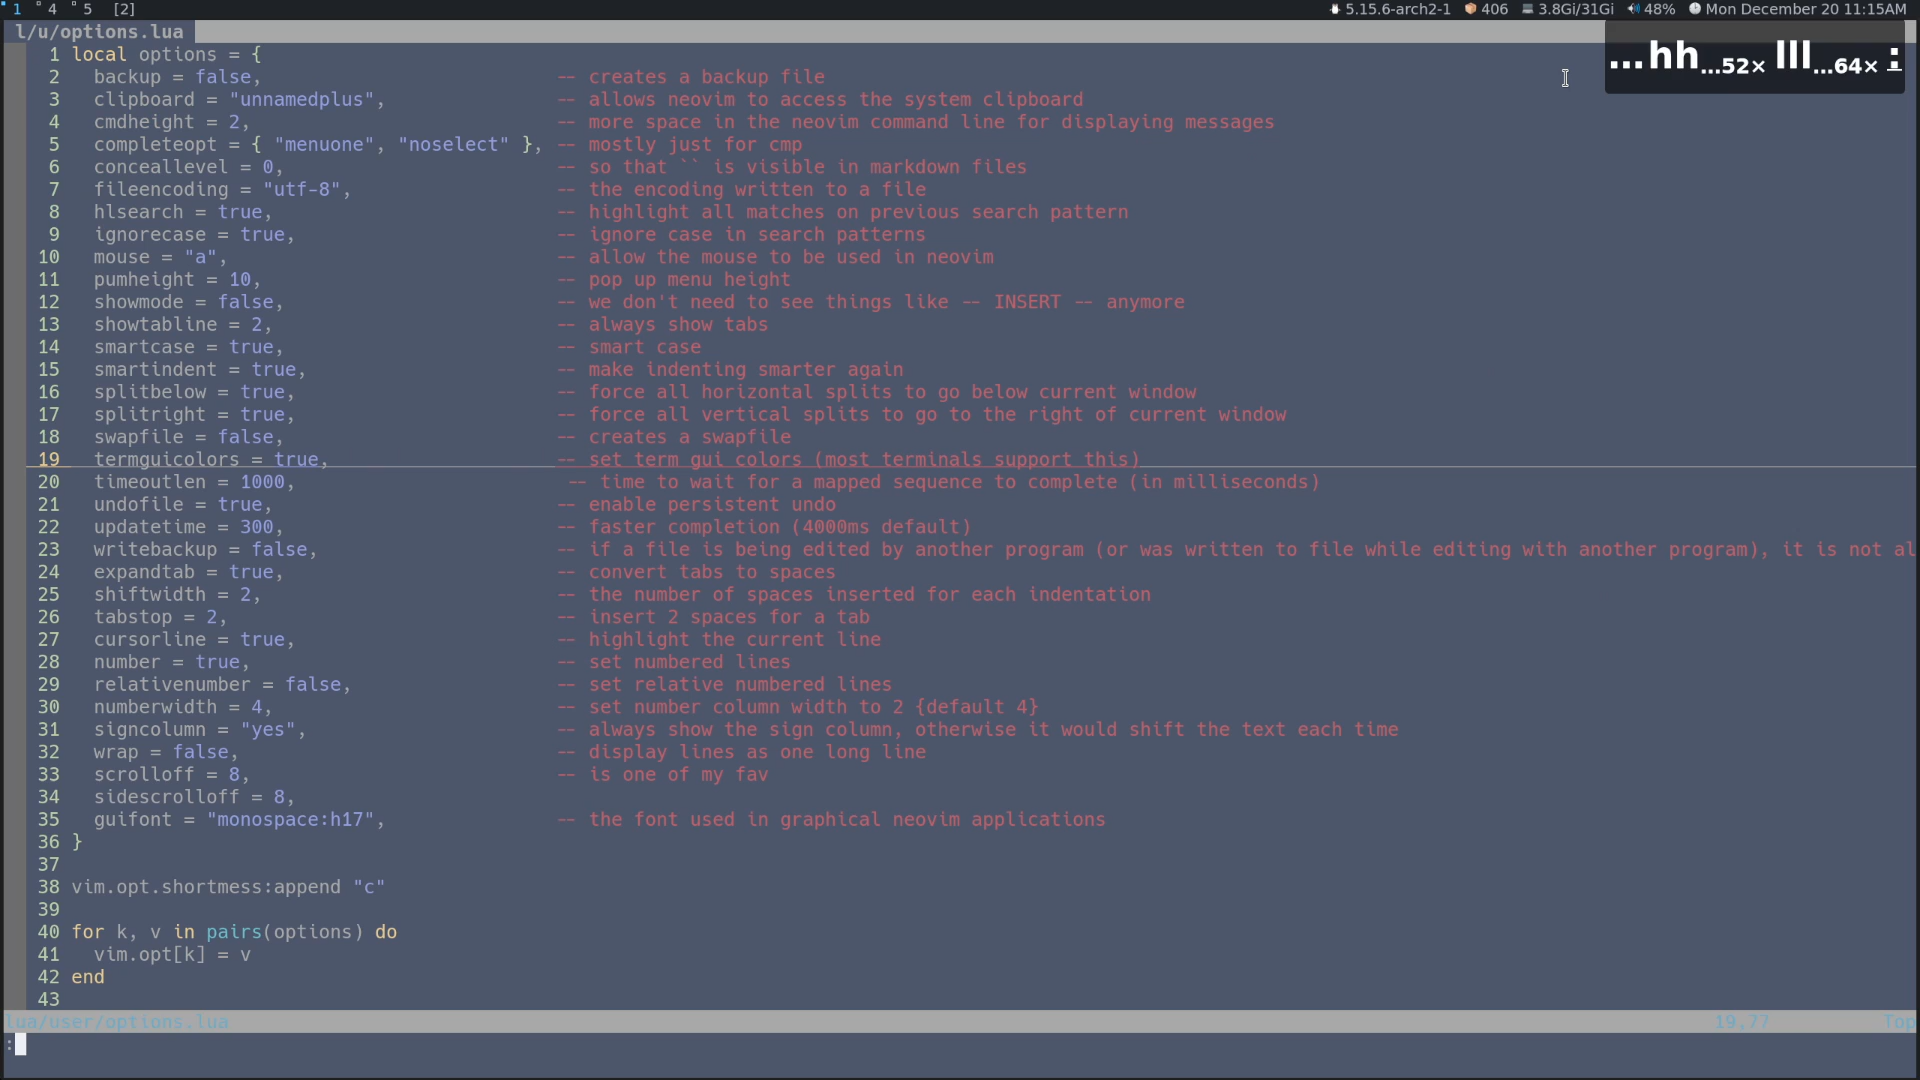 1 4 5 [2] 5.15.6-arch2-1 406 3.8Gi/31Gi 48% Mon December 20 11:15AM
l/u/options.lua
...hh...52× lll...64× :
1 local options = {
2   backup = false,                          -- creates a backup file
3   clipboard = "unnamedplus",               -- allows neovim to access the system clipboard
4   cmdheight = 2,                           -- more space in the neovim command line for displaying messages
5   completeopt = { "menuone", "noselect" }, -- mostly just for cmp
6   conceallevel = 0,                        -- so that `` is visible in markdown files
7   fileencoding = "utf-8",                  -- the encoding written to a file
8   hlsearch = true,                         -- highlight all matches on previous search pattern
9   ignorecase = true,                       -- ignore case in search patterns
10   mouse = "a",                             -- allow the mouse to be used in neovim
11   pumheight = 10,                          -- pop up menu height
12   showmode = false,                        -- we don't need to see things like -- INSERT -- anymore
13   showtabline = 2,                         -- always show tabs
14   smartcase = true,                        -- smart case
15   smartindent = true,                      -- make indenting smarter again
16   splitbelow = true,                       -- force all horizontal splits to go below current window
17   splitright = true,                       -- force all vertical splits to go to the right of current window
18   swapfile = false,                        -- creates a swapfile
19   termguicolors = true,                    -- set term gui colors (most terminals support this)
20   timeoutlen = 1000,                        -- time to wait for a mapped sequence to complete (in milliseconds)
21   undofile = true,                         -- enable persistent undo
22   updatetime = 300,                        -- faster completion (4000ms default)
23   writebackup = false,                     -- if a file is being edited by another program (or was written to file while editing with another program), it is not al
24   expandtab = true,                        -- convert tabs to spaces
25   shiftwidth = 2,                          -- the number of spaces inserted for each indentation
26   tabstop = 2,                             -- insert 2 spaces for a tab
27   cursorline = true,                       -- highlight the current line
28   number = true,                           -- set numbered lines
29   relativenumber = false,                  -- set relative numbered lines
30   numberwidth = 4,                         -- set number column width to 2 {default 4}
31   signcolumn = "yes",                      -- always show the sign column, otherwise it would shift the text each time
32   wrap = false,                            -- display lines as one long line
33   scrolloff = 8,                           -- is one of my fav
34   sidescrolloff = 8,
35   guifont = "monospace:h17",               -- the font used in graphical neovim applications
36 }
37
38 vim.opt.shortmess:append "c"
39
40 for k, v in pairs(options) do
41   vim.opt[k] = v
42 end
43
lua/user/options.lua 19,77 Top
: